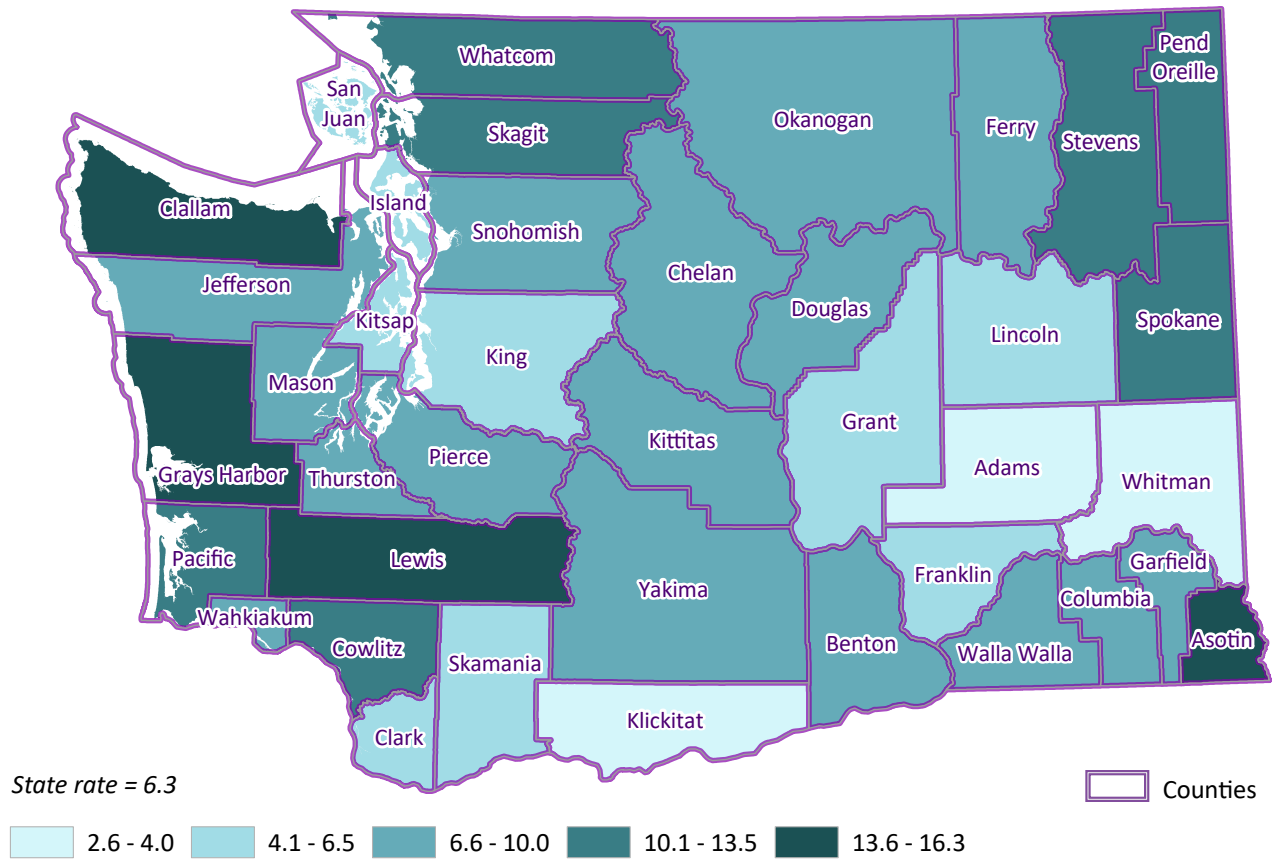 Whatcom
Pend
Oreille
San
Juan
Okanogan
Ferry
Stevens
Skagit
Clallam
Island
Snohomish
Chelan
Jefferson
Douglas
Kitsap
Spokane
Lincoln
King
Mason
Grant
Kittitas
Pierce
Adams
Whitman
Grays Harbor
Thurston
Pacific
Lewis
Garfield
Franklin
Yakima
Columbia
Wahkiakum
Cowlitz
Asotin
Benton
Walla Walla
Skamania
Klickitat
Clark
State rate = 6.3
Counties
2.6 - 4.0
4.1 - 6.5
6.6 - 10.0
10.1 - 13.5
13.6 - 16.3